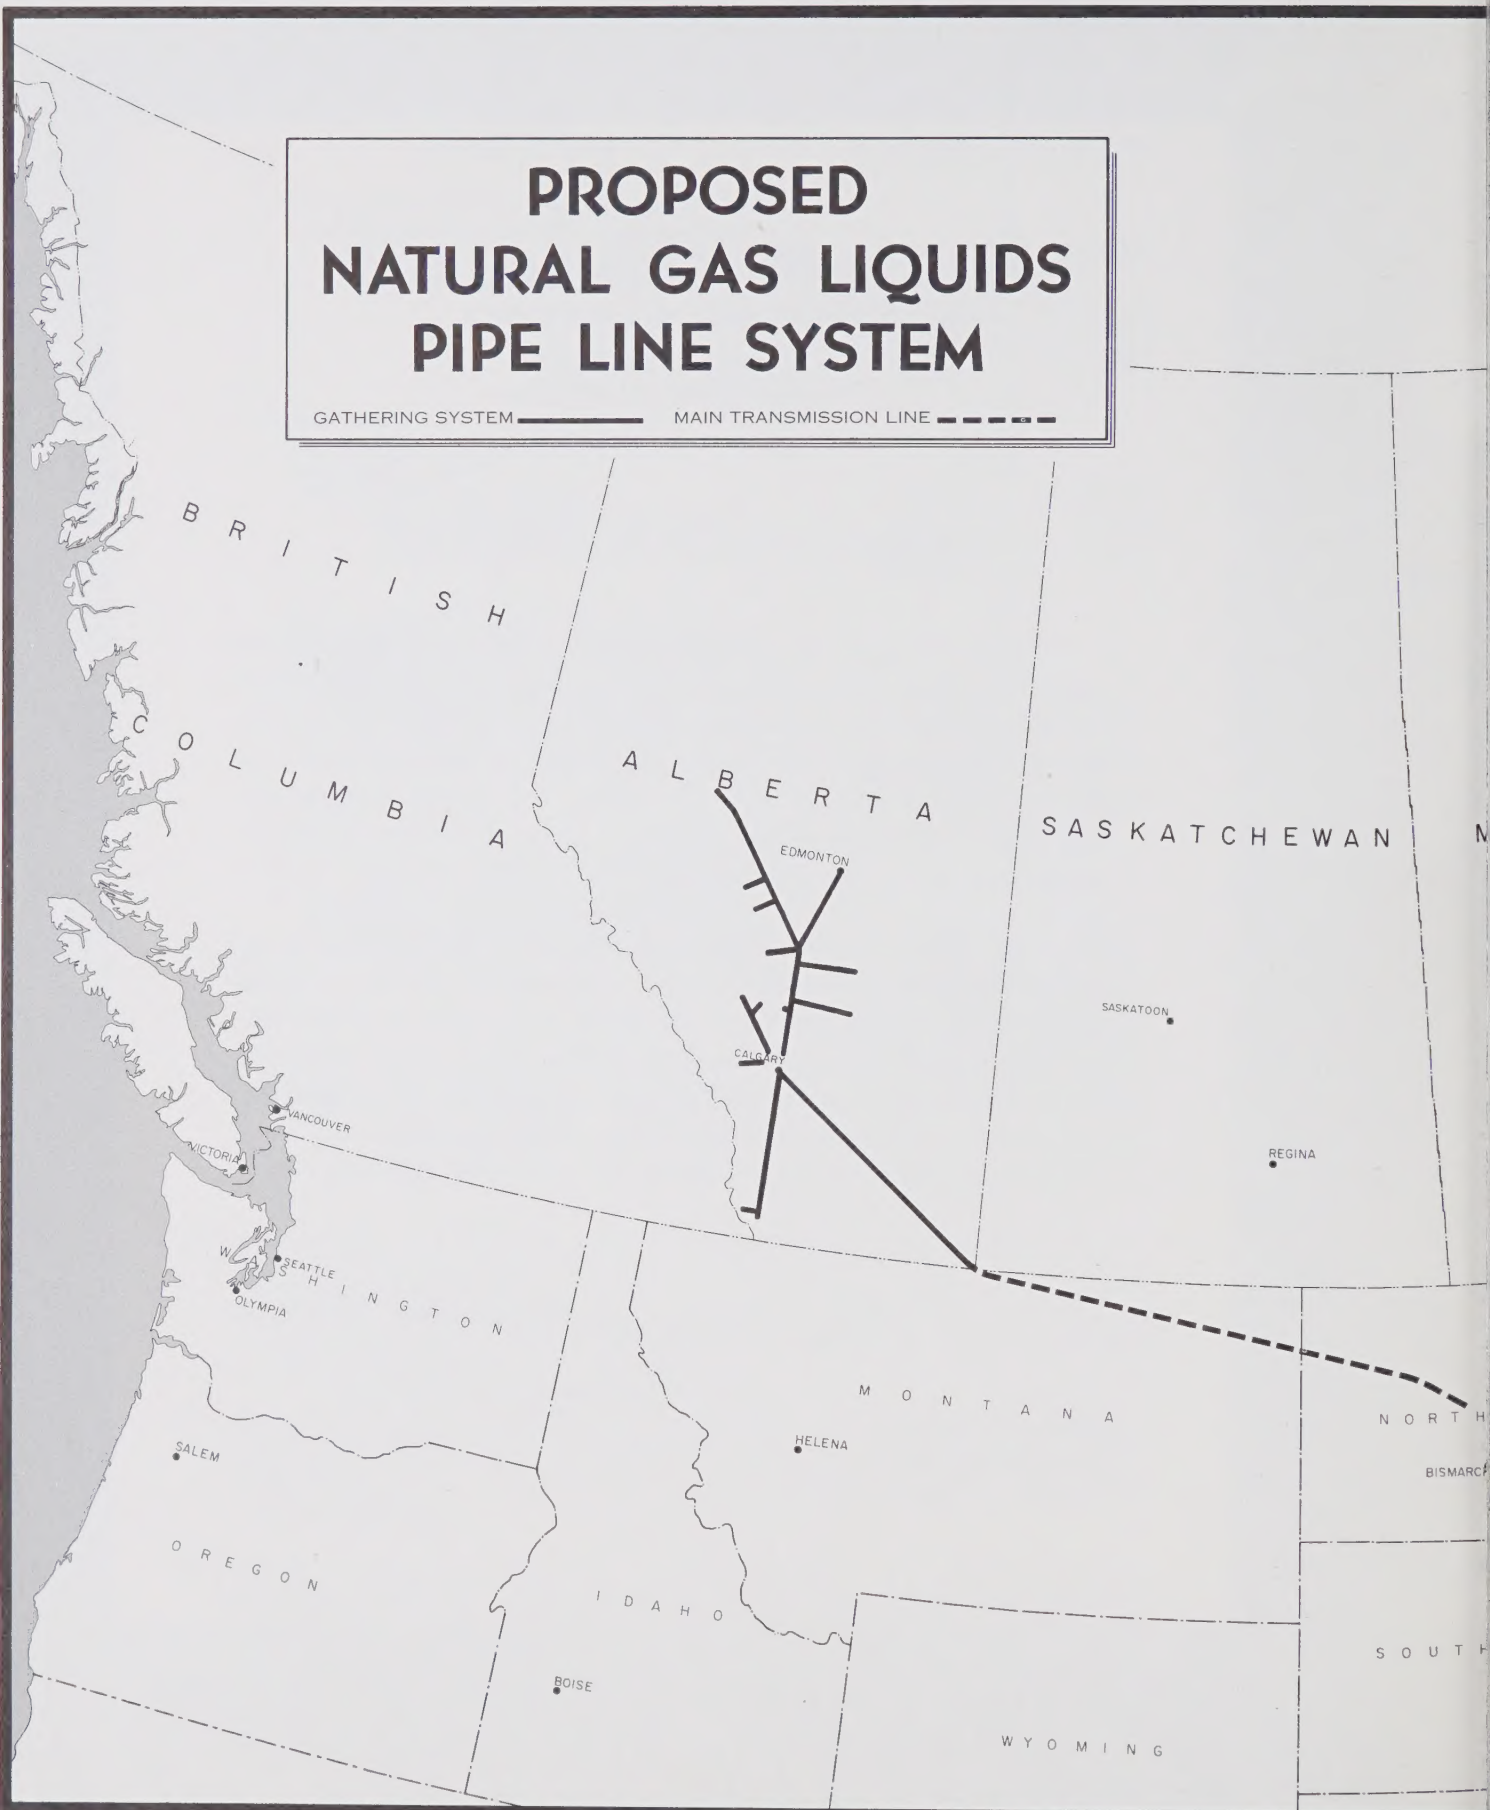 PROPOSED
NATURAL GAS LIQUIDS
PIPE LINE SYSTEM
GATHERING SYSTEM MAIN TRANSMISSION LINE
BRITISH
COLUMBIA
ALBERTA
SASKATCHEWAN
M
EDMONTON
SASKATOON
CALGARY
VANCOUVER
VICTORIA
REGINA
SEATTLE
WASHINGTON
OLYMPIA
MONTANA
NORTH
HELENA
SALEM
BISMARCK
OREGON
IDAHO
SOUTH
BOISE
WYOMING